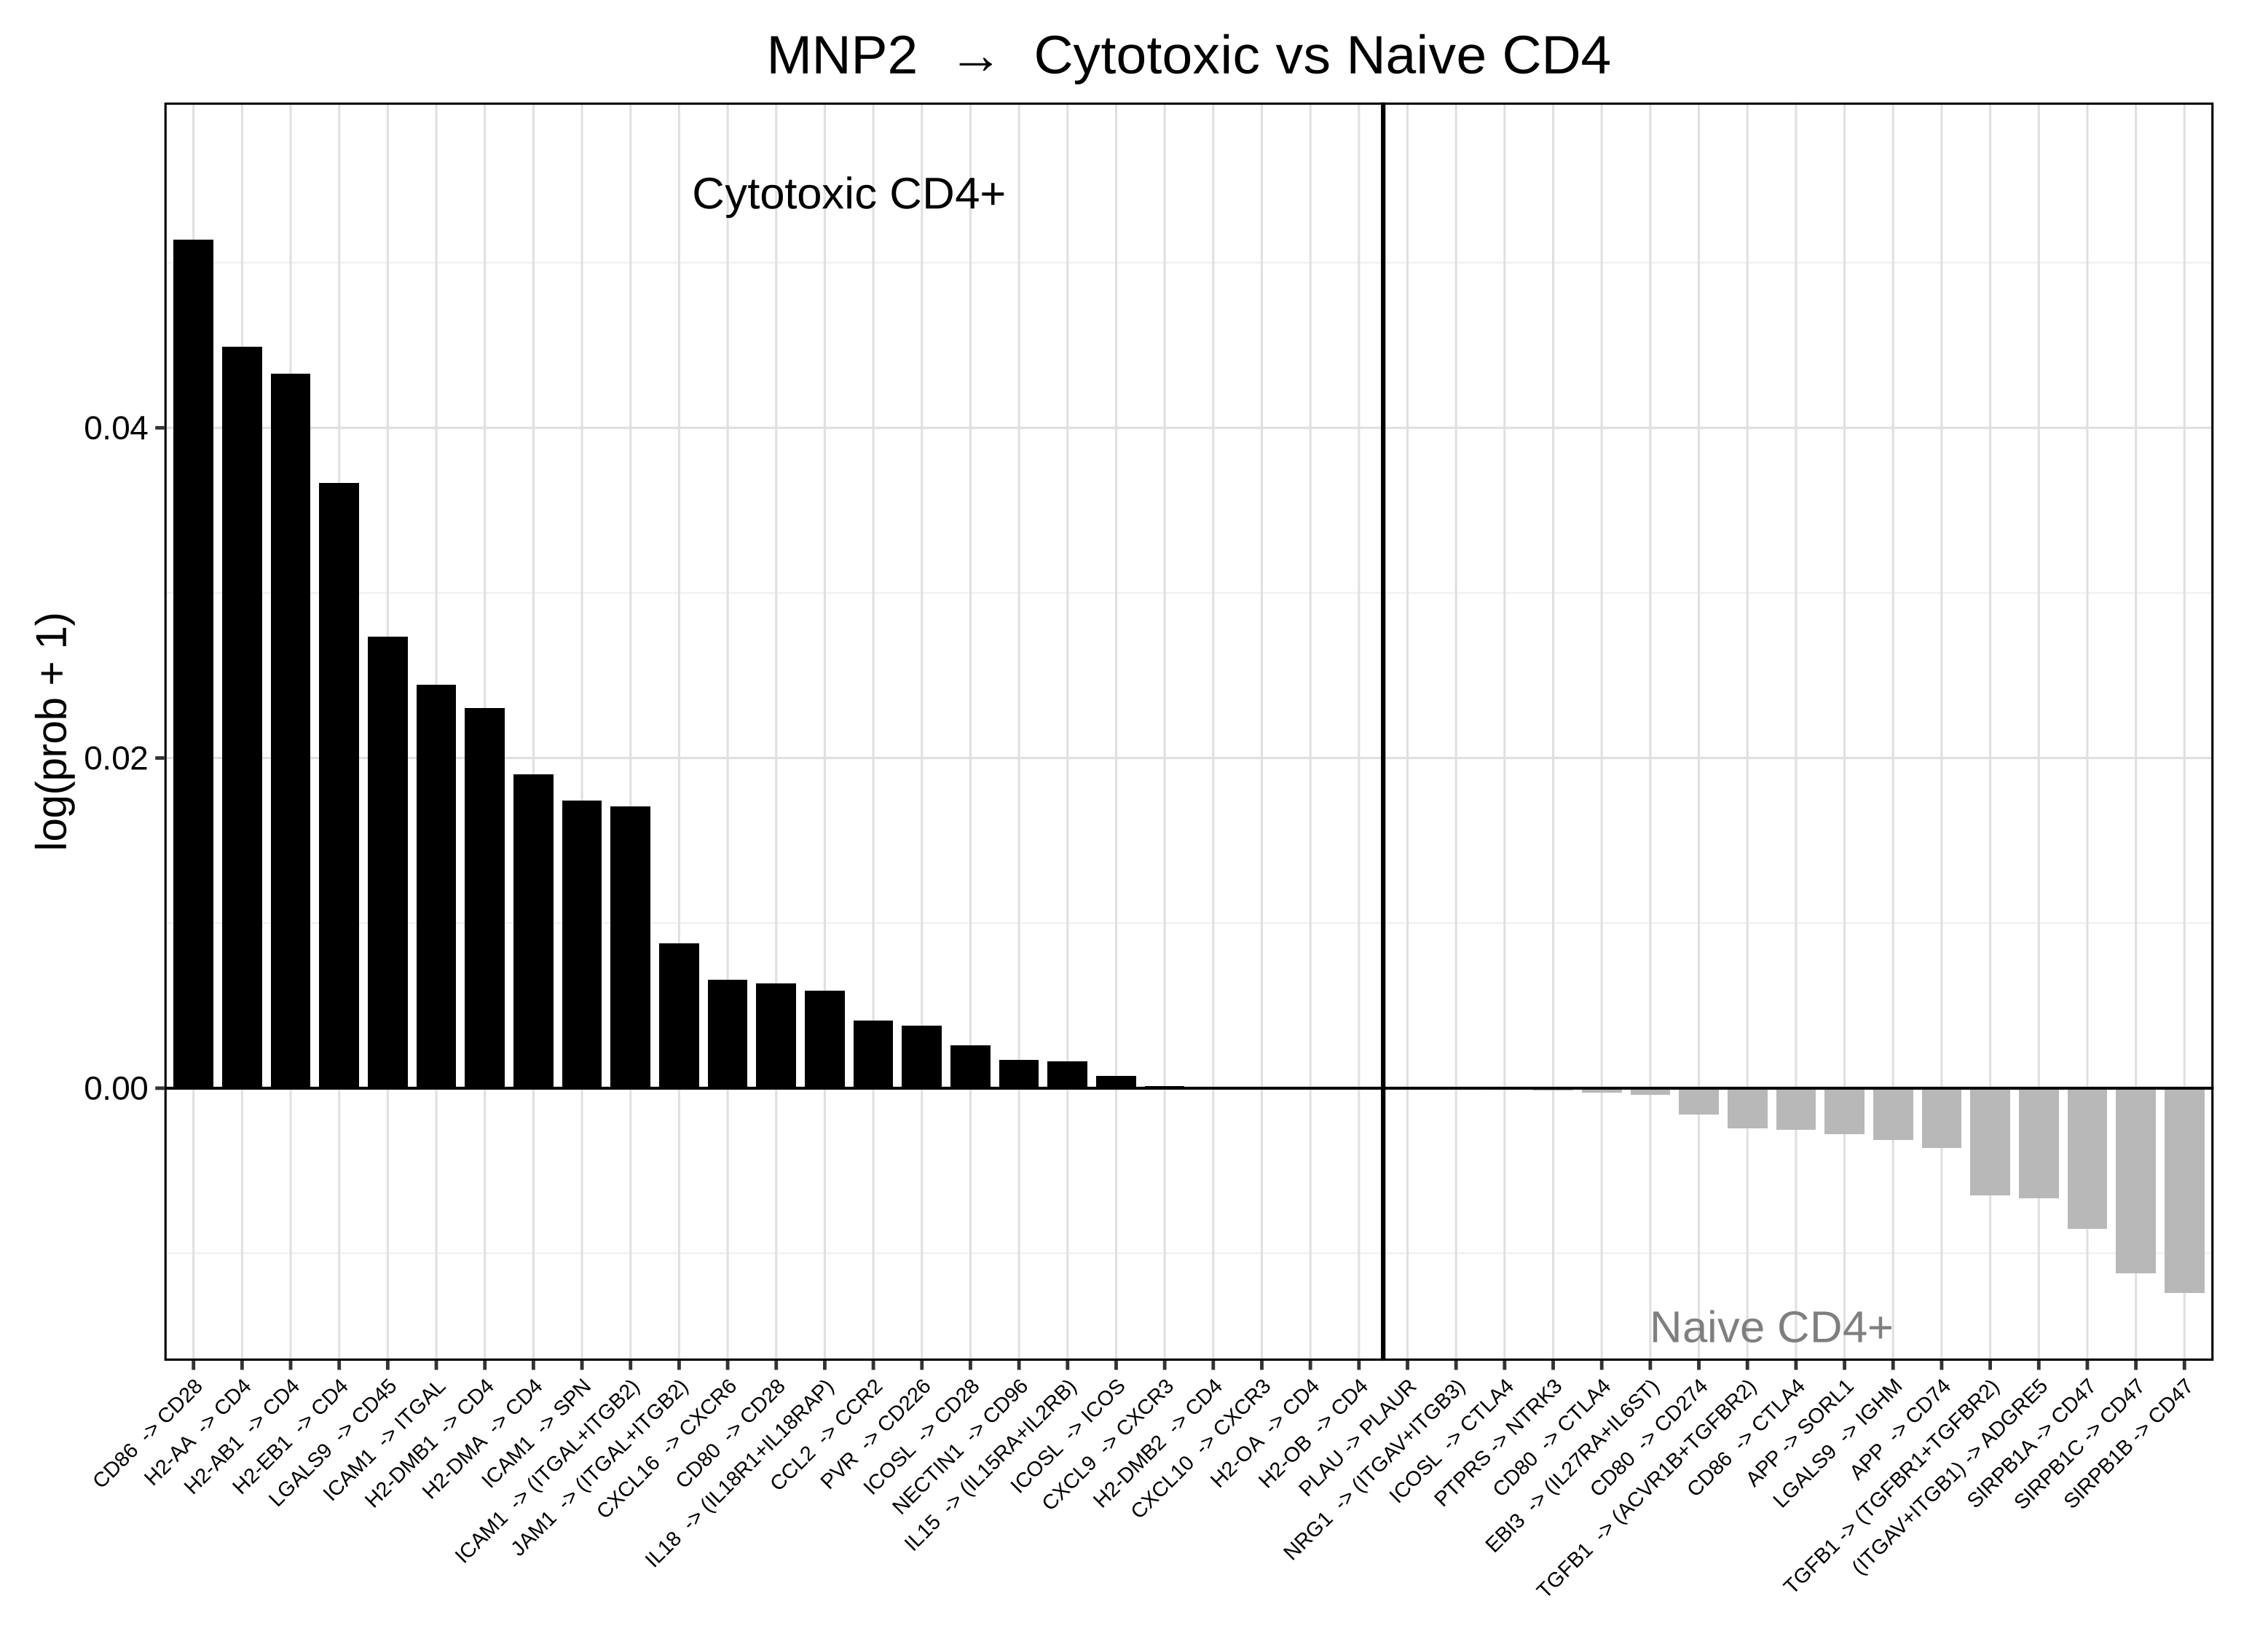 MNP2 → Cytotoxic vs Naive CD4
Cytotoxic CD4+
log(prob + 1)
0.04
0.02
0.00
Naive CD4+
CD86 -> CD28
H2-AA -> CD4
H2-AB1 -> CD4
H2-EB1 -> CD4
LGALS9 -> CD45
ICAM1 -> ITGAL
H2-DMB1 -> CD4
H2-DMA -> CD4
ICAM1 -> SPN
ICAM1 -> (ITGAL+ITGB2)
JAM1 -> (ITGAL+ITGB2)
CXCL16 -> CXCR6
CD80 -> CD28
IL18 -> (IL18R1+IL18RAP)
CCL2 -> CCR2
PVR -> CD226
ICOSL -> CD28
NECTIN1 -> CD96
IL15 -> (IL15RA+IL2RB)
ICOSL -> ICOS
CXCL9 -> CXCR3
H2-DMB2 -> CD4
CXCL10 -> CXCR3
H2-OA -> CD4
H2-OB -> CD4
PLAU -> PLAUR
NRG1 -> (ITGAV+ITGB3)
ICOSL -> CTLA4
PTPRS -> NTRK3
CD80 -> CTLA4
EBI3 -> (IL27RA+IL6ST)
CD80 -> CD274
TGFB1 -> (ACVR1B+TGFBR2)
CD86 -> CTLA4
APP -> SORL1
LGALS9 -> IGHM
APP -> CD74
TGFB1 -> (TGFBR1+TGFBR2)
(ITGAV+ITGB1) -> ADGRE5
SIRPB1A -> CD47
SIRPB1C -> CD47
SIRPB1B -> CD47